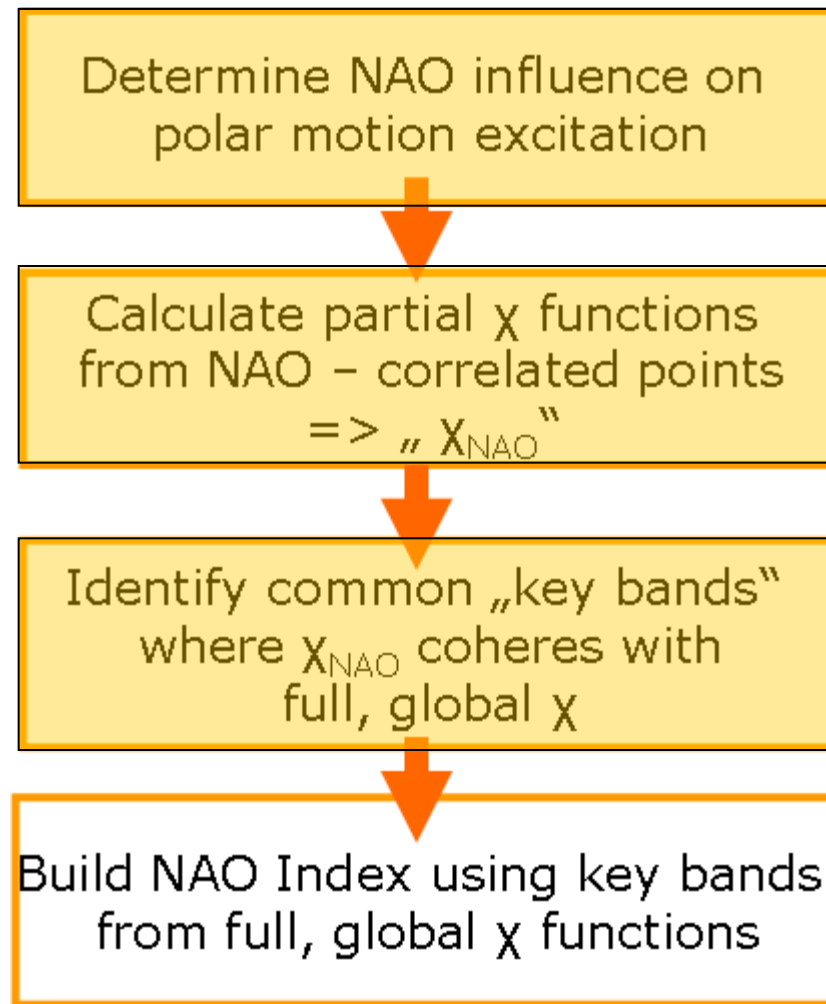 Determine NAO influence on
polar motion excitation
Calculate partial χ functions
from NAO – correlated points
=> „ χNAO“
Identify common „key bands“
where χNAO coheres with
full, global χ
Build NAO Index using key bands
from full, global χ functions